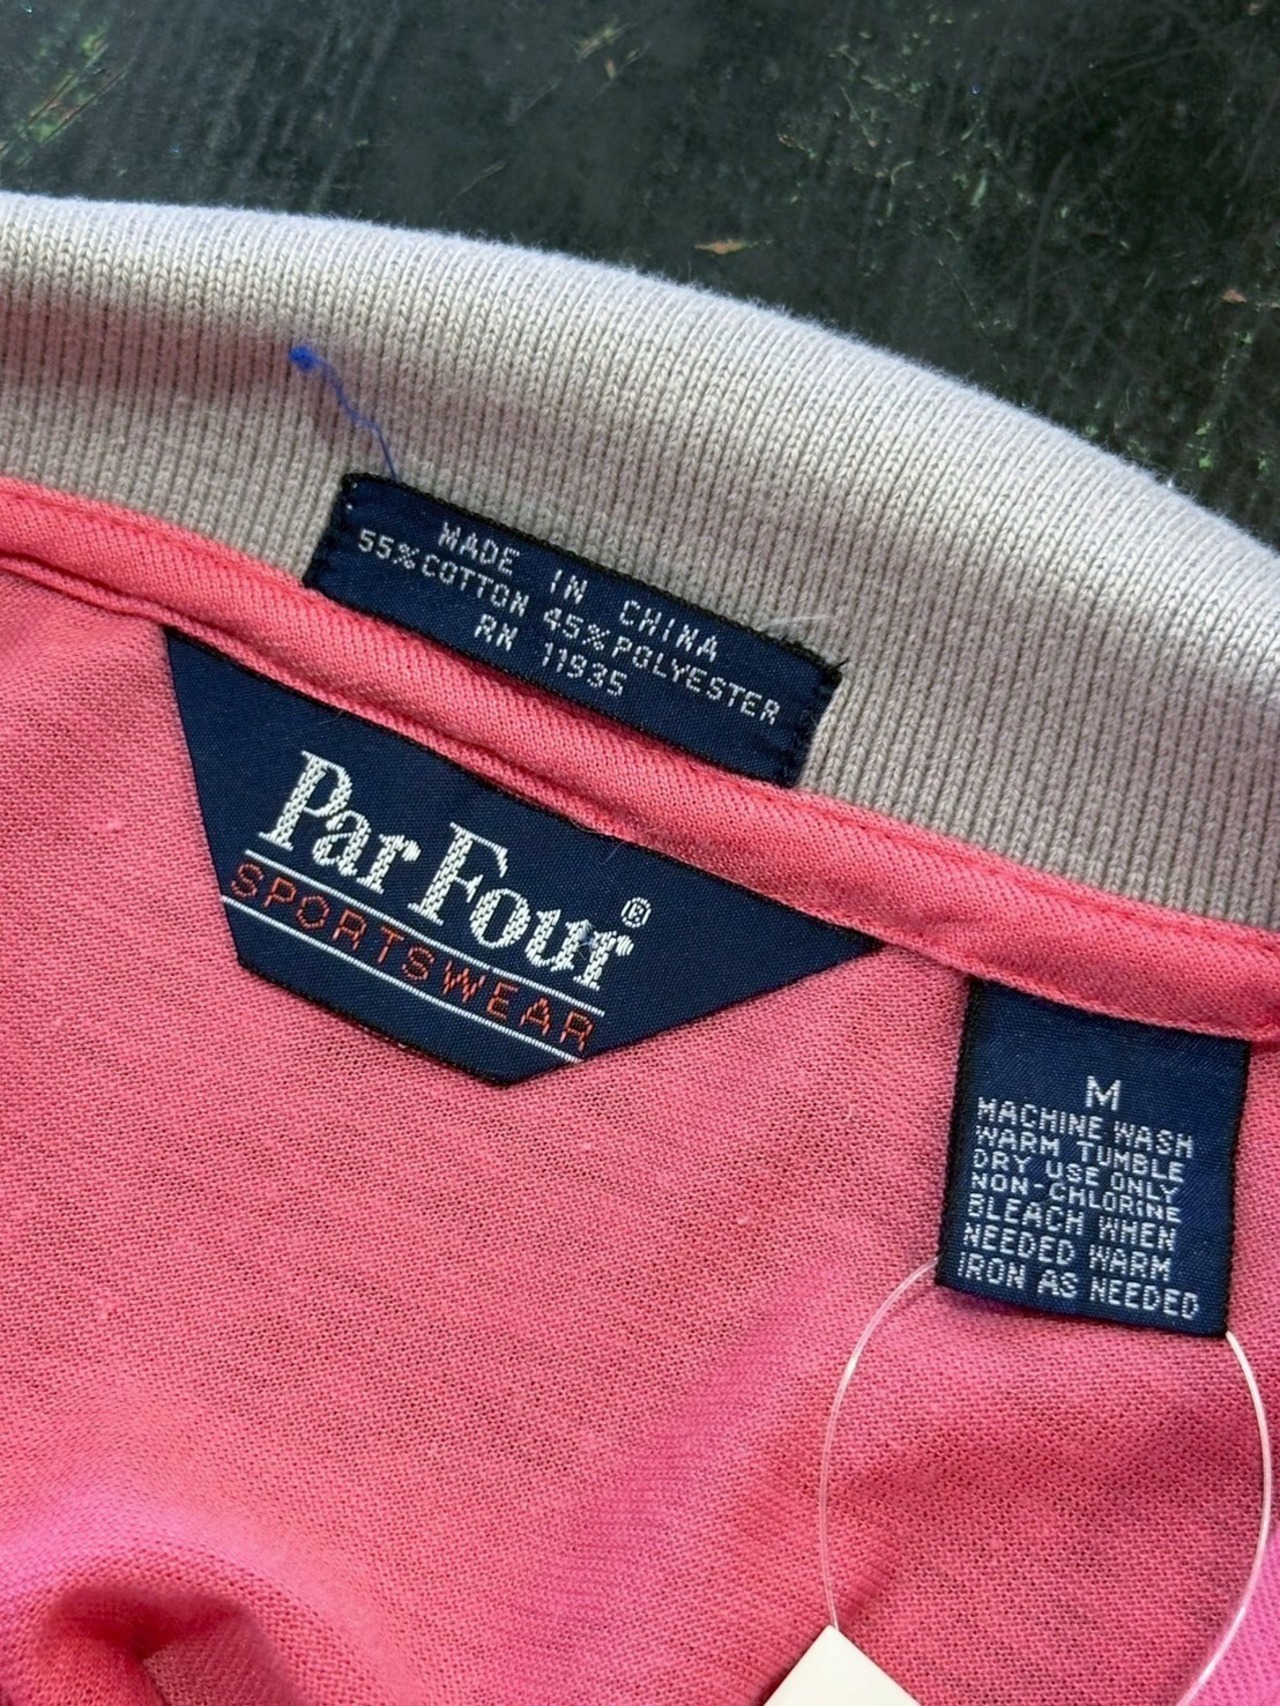 MADE IN CHINA
55% COTTON 45% POLYESTER
RN 11935
Par Four®
SPORTSWEAR
M
MACHINE WASH
WARM TUMBLE
DRY USE ONLY
NON-CHLORINE
BLEACH WHEN
NEEDED WARM
IRON AS NEEDED